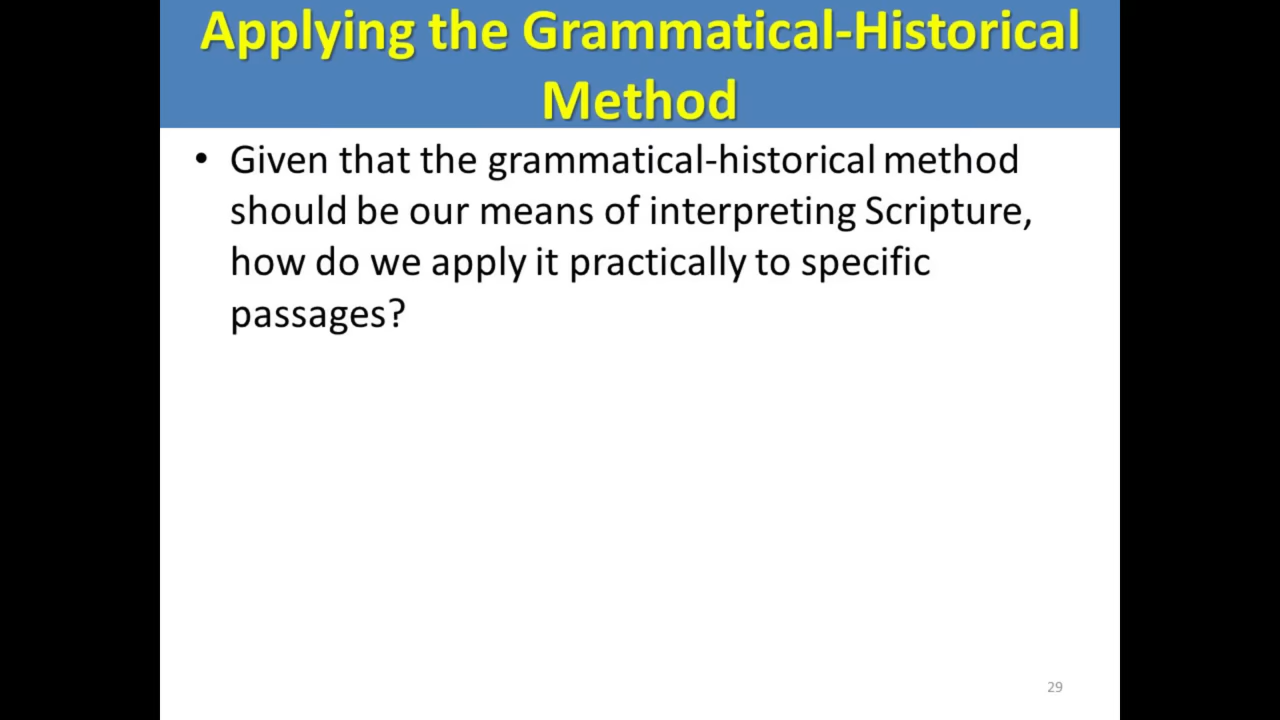 Applying the Grammatical-Historical
Method
• Given that the grammatical-historical method
should be our means of interpreting Scripture,
how do we apply it practically to specific
passages?
29